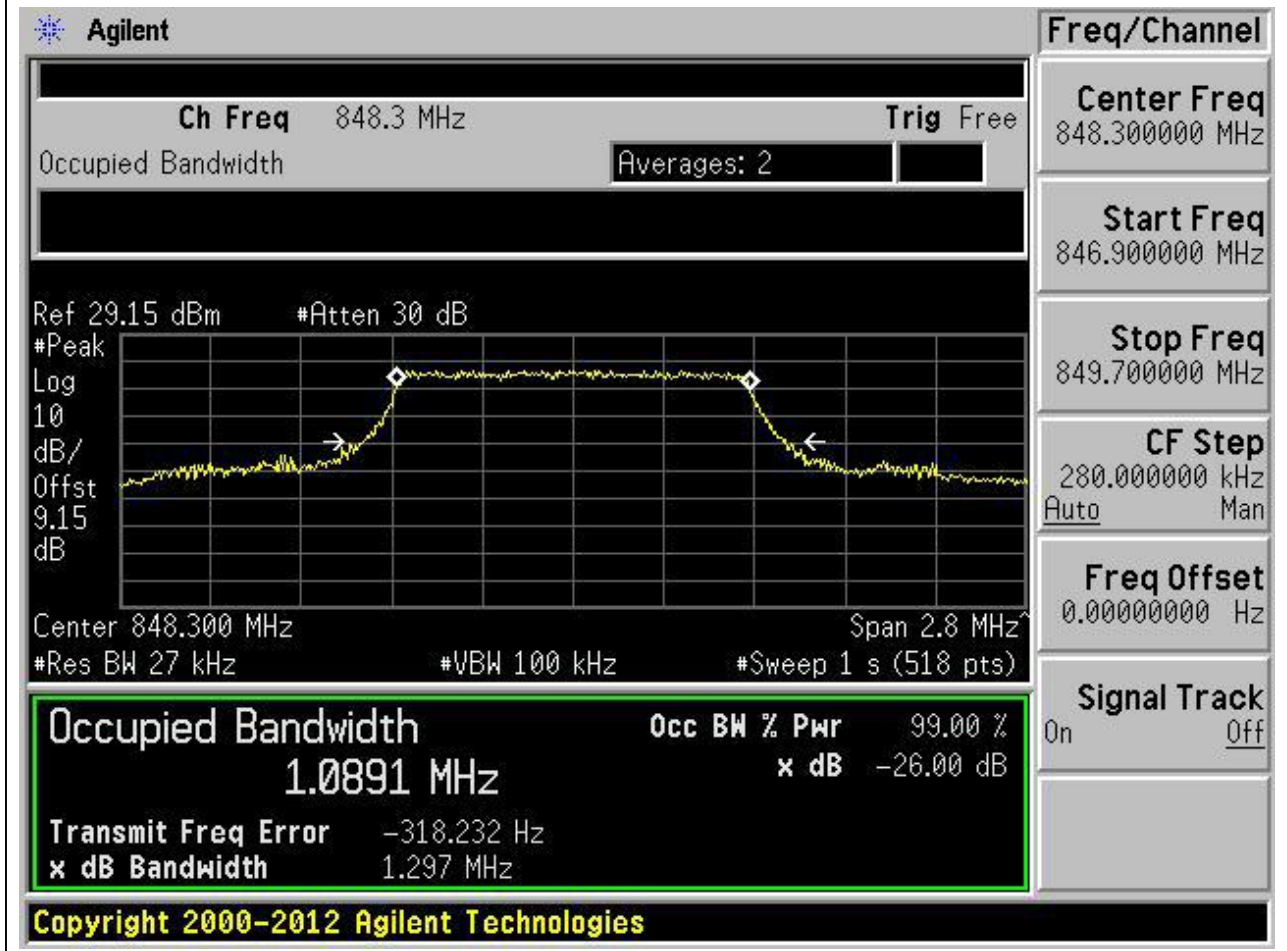 Agilent
Freq/Channel
Ch Freq 848.3 MHz Trig Free
Occupied Bandwidth Averages: 2
Center Freq
848.300000 MHz
Start Freq
846.900000 MHz
Stop Freq
849.700000 MHz
CF Step
280.000000 kHz
Auto Man
Freq Offset
0.00000000 Hz
Signal Track
On Off
Ref 29.15 dBm #Atten 30 dB
#Peak
Log
10
dB/
Offst
9.15
dB
Center 848.300 MHz Span 2.8 MHz^
#Res BW 27 kHz #VBW 100 kHz #Sweep 1 s (518 pts)
Occupied Bandwidth Occ BW % Pwr 99.00 %
1.0891 MHz x dB -26.00 dB
Transmit Freq Error -318.232 Hz
x dB Bandwidth 1.297 MHz
Copyright 2000-2012 Agilent Technologies